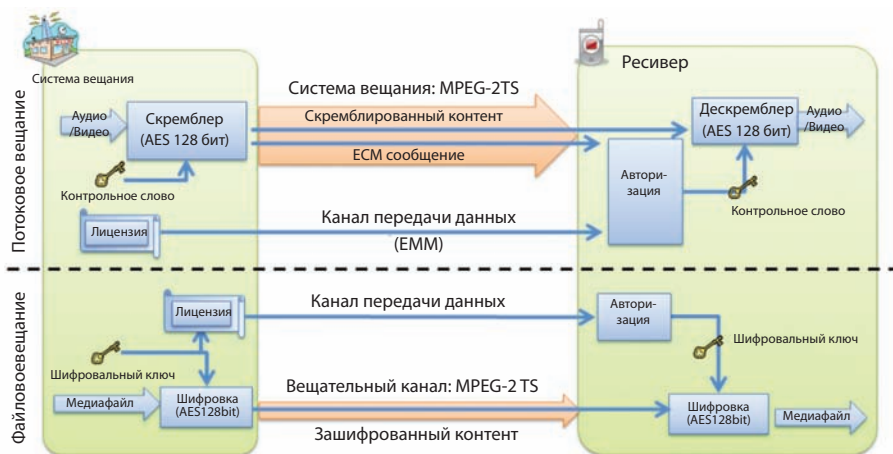 Потоковое вещание
Система вещания
Аудио
/Видео
Скремблер
(AES 128 бит)
Контрольное слово
Лицензия
Система вещания: MPEG-2TS
Скремблированный контент
ECM сообщение
Канал передачи данных
(EMM)
Ресивер
Дескремблер
(AES 128 бит)
Аудио
/Видео
Автори-
зация
Контрольное слово
Файловоевещание
Лицензия
Шифровальный ключ
Медиафайл
Шифровка
(AES128bit)
Канал передачи данных
Вещательный канал: MPEG-2 TS
Зашифрованный контент
Автори-
зация
Шифровальный ключ
Шифровка
(AES128bit)
Медиафайл